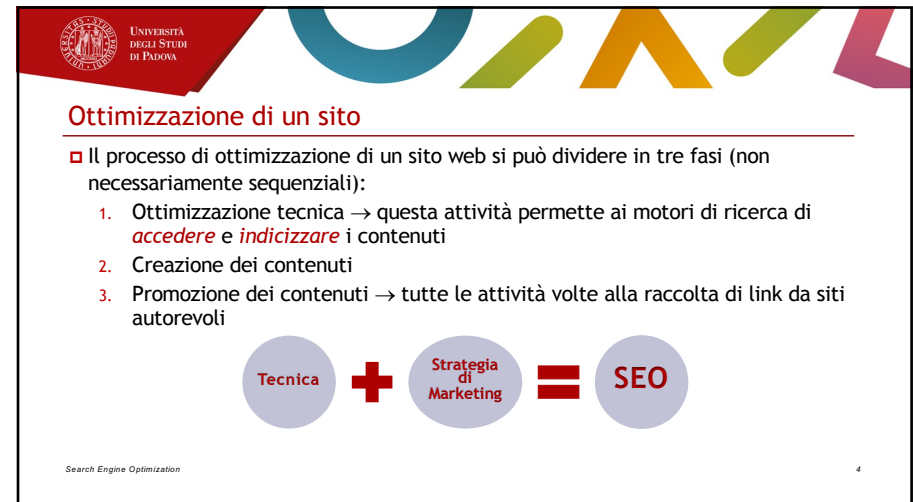 UNIVERSITÀ
DEGLI STUDI
DI PADOVA
Ottimizzazione di un sito
Il processo di ottimizzazione di un sito web si può dividere in tre fasi (non
necessariamente sequenziali):
1. Ottimizzazione tecnica → questa attività permette ai motori di ricerca di
accedere e indicizzare i contenuti
2. Creazione dei contenuti
3. Promozione dei contenuti → tutte le attività volte alla raccolta di link da siti
autorevoli
Tecnica
Strategia
di
Marketing
SEO
Search Engine Optimization
4